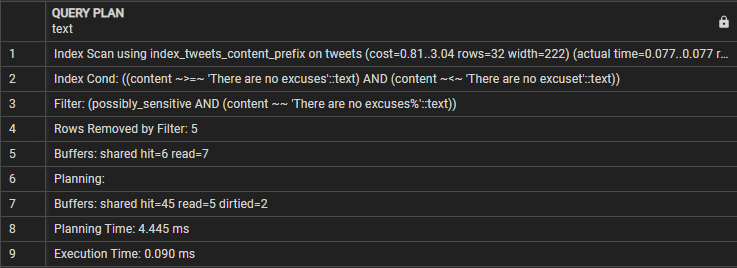 QUERY PLAN
text
1 Index Scan using index_tweets_content_prefix on tweets (cost=0.81..3.04 rows=32 width=222) (actual time=0.077..0.077 r...
2 Index Cond: ((content ~>=~ 'There are no excuses'::text) AND (content ~<~ 'There are no excuset'::text))
3 Filter: (possibly_sensitive AND (content ~~ 'There are no excuses%'::text))
4 Rows Removed by Filter: 5
5 Buffers: shared hit=6 read=7
6 Planning:
7 Buffers: shared hit=45 read=5 dirtied=2
8 Planning Time: 4.445 ms
9 Execution Time: 0.090 ms